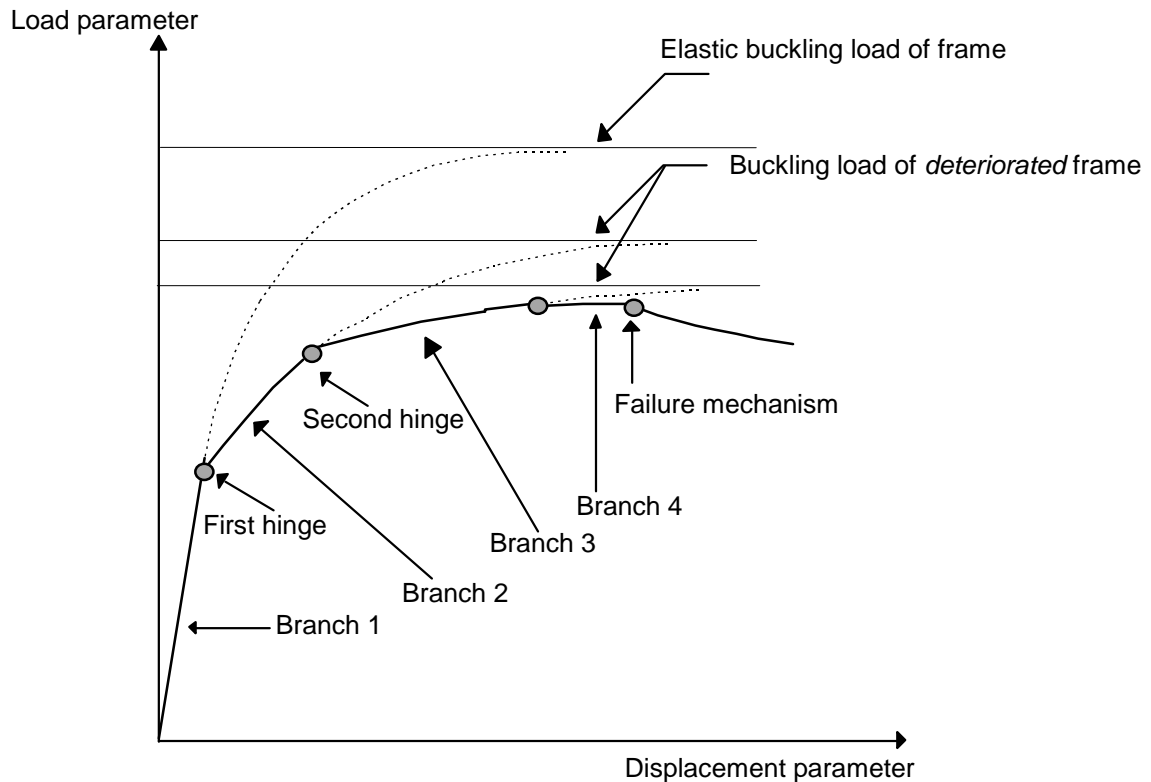 Load parameter
Elastic buckling load of frame
Buckling load of deteriorated frame
Second hinge
Failure mechanism
First hinge
Branch 4
Branch 3
Branch 2
Branch 1
Displacement parameter